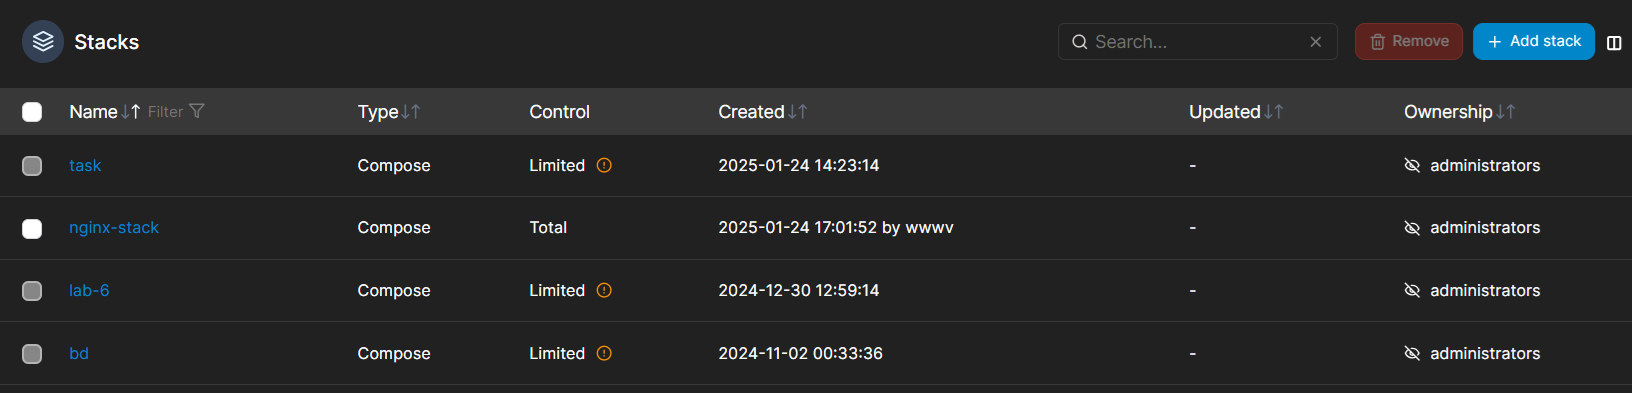 Stacks Search... Remove Add stack
Name Filter Type Control Created Updated Ownership
task Compose Limited 2025-01-24 14:23:14 - administrators
nginx-stack Compose Total 2025-01-24 17:01:52 by wwwv - administrators
lab-6 Compose Limited 2024-12-30 12:59:14 - administrators
bd Compose Limited 2024-11-02 00:33:36 - administrators